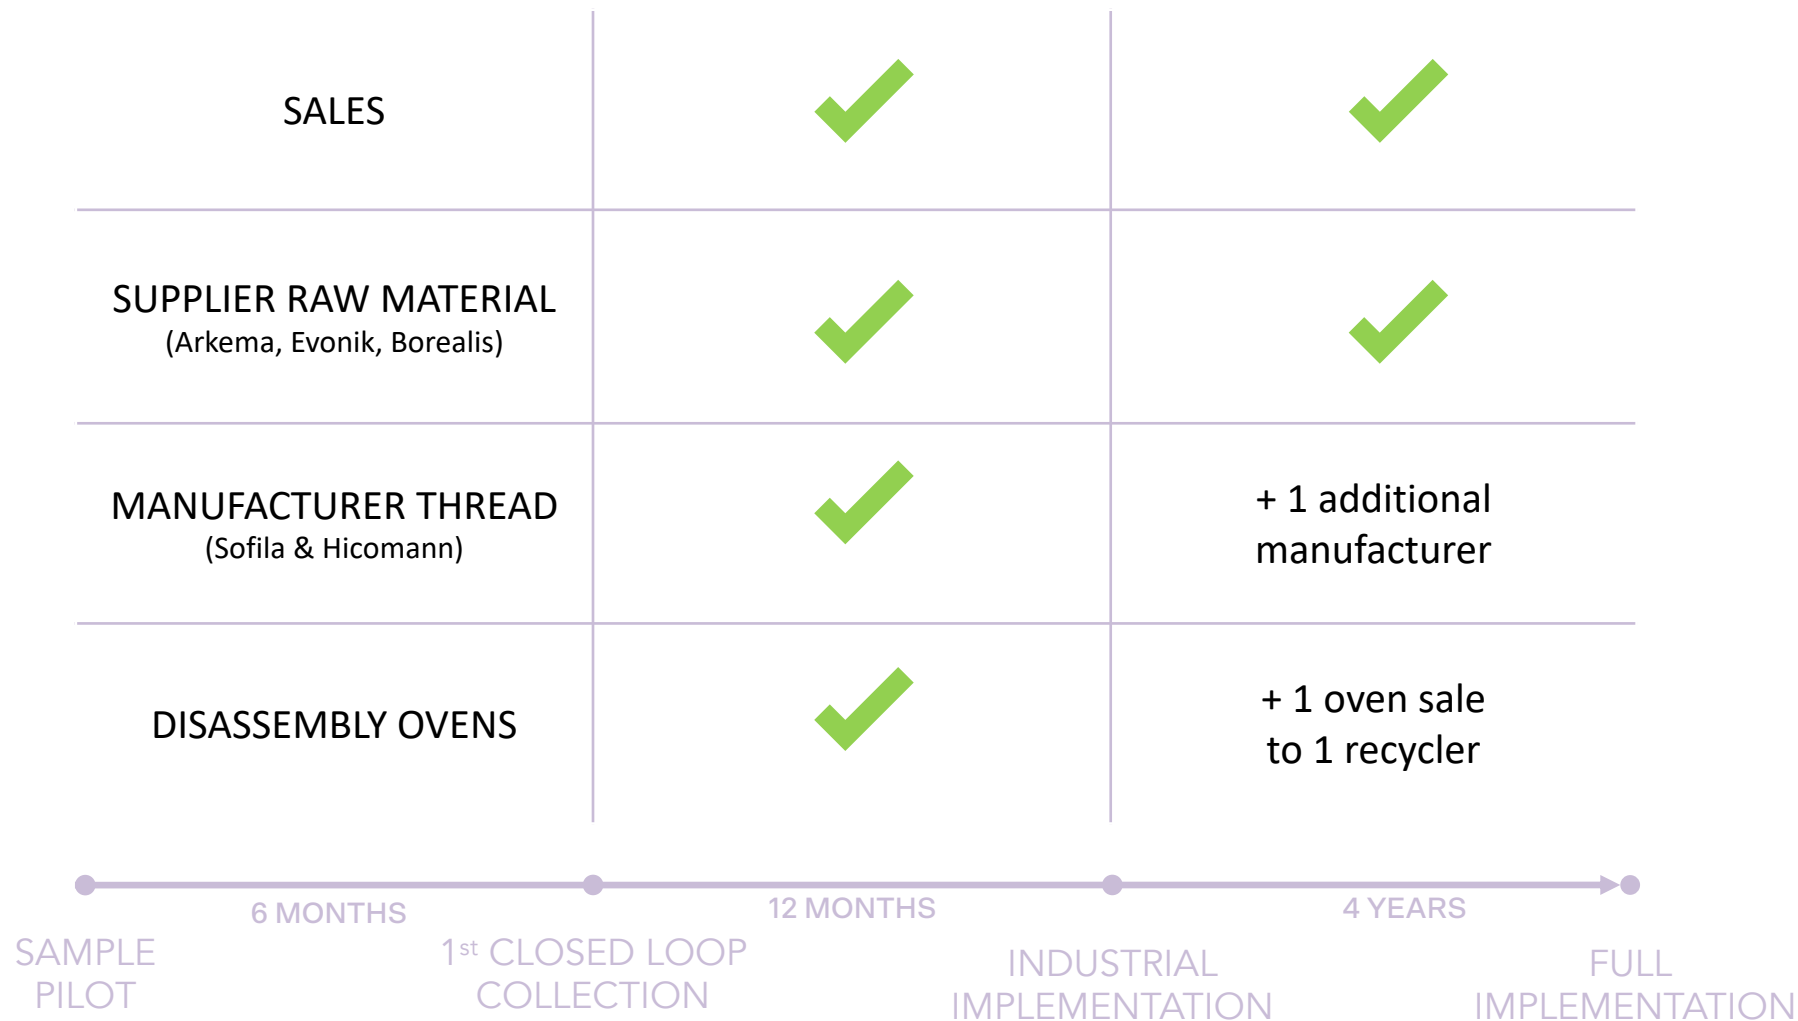 SALES
SUPPLIER RAW MATERIAL
(Arkema, Evonik, Borealis)
MANUFACTURER THREAD
(Sofila & Hicomann)
+ 1 additional
manufacturer
DISASSEMBLY OVENS
+ 1 oven sale
to 1 recycler
6 MONTHS
12 MONTHS
4 YEARS
SAMPLE
PILOT
1st CLOSED LOOP
COLLECTION
INDUSTRIAL
IMPLEMENTATION
FULL
IMPLEMENTATION